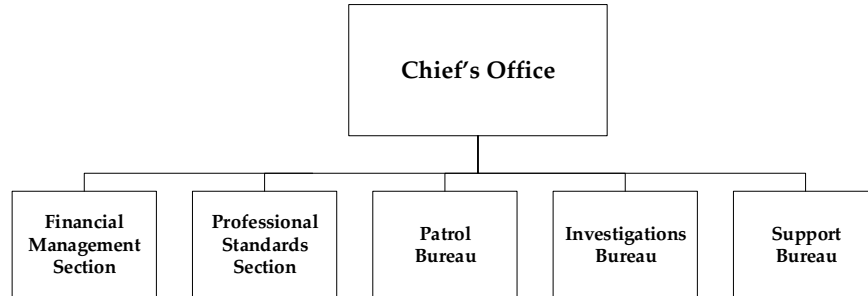 Chief’s Office
Financial
Management
Section
Professional
Standards
Section
Patrol
Bureau
Investigations
Bureau
Support
Bureau